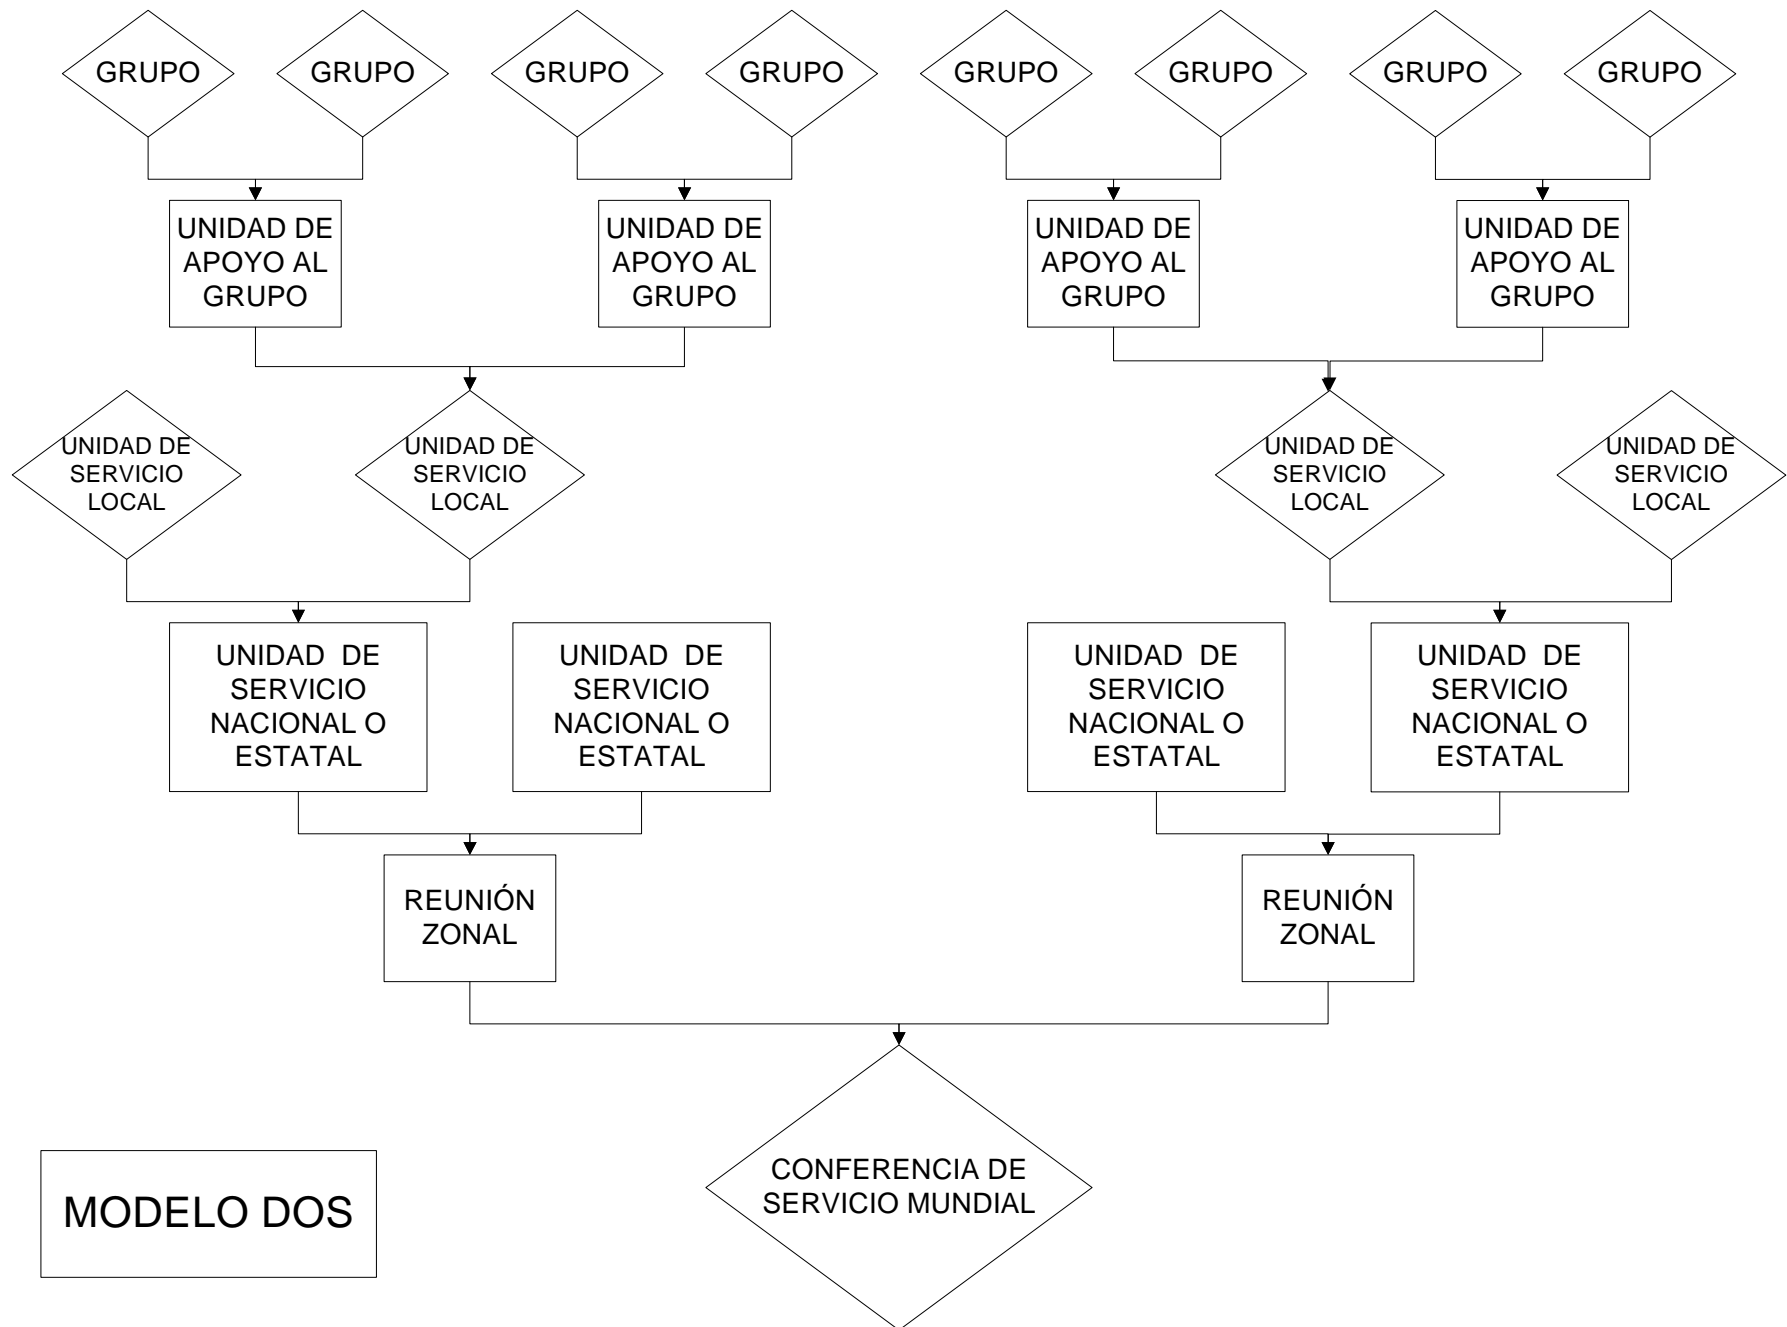 GRUPO
GRUPO
GRUPO
GRUPO
GRUPO
GRUPO
GRUPO
GRUPO
UNIDAD DE
APOYO AL
GRUPO
UNIDAD DE
APOYO AL
GRUPO
UNIDAD DE
APOYO AL
GRUPO
UNIDAD DE
APOYO AL
GRUPO
UNIDAD DE
SERVICIO
LOCAL
UNIDAD DE
SERVICIO
LOCAL
UNIDAD DE
SERVICIO
LOCAL
UNIDAD DE
SERVICIO
LOCAL
UNIDAD DE
SERVICIO
NACIONAL O
ESTATAL
UNIDAD DE
SERVICIO
NACIONAL O
ESTATAL
UNIDAD DE
SERVICIO
NACIONAL O
ESTATAL
UNIDAD DE
SERVICIO
NACIONAL O
ESTATAL
REUNIÓN
ZONAL
REUNIÓN
ZONAL
CONFERENCIA DE
SERVICIO MUNDIAL
MODELO DOS